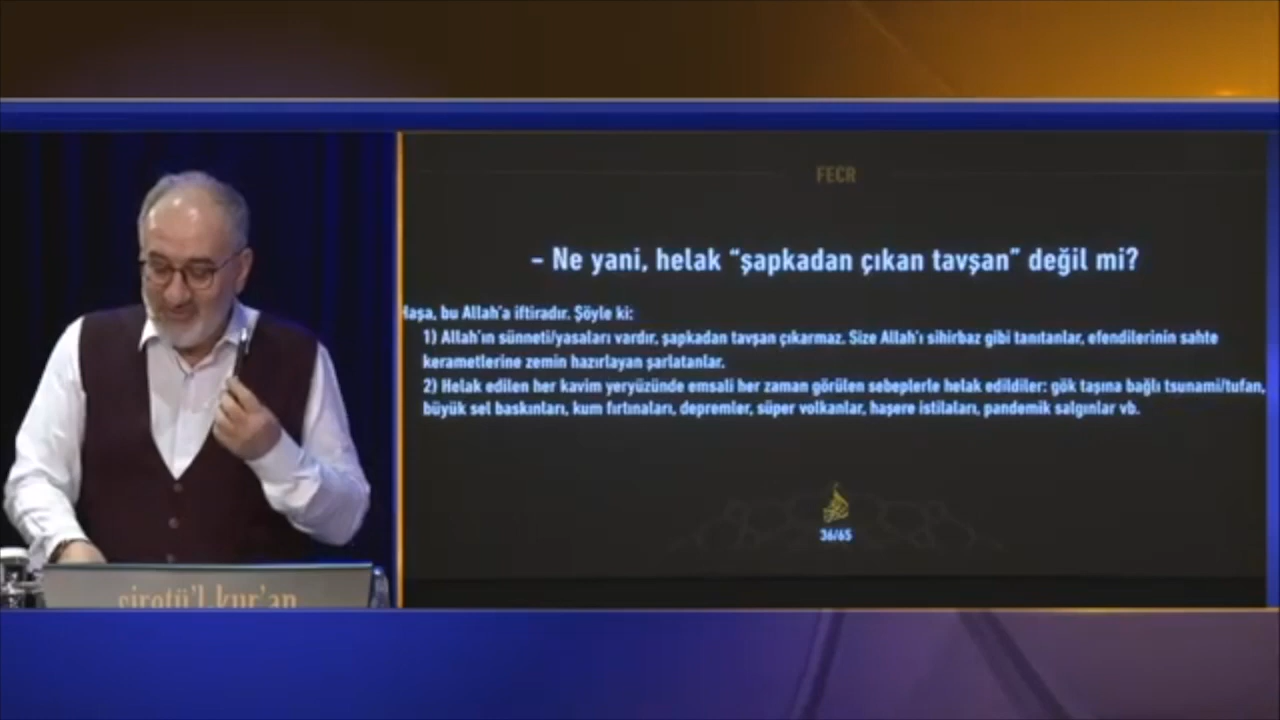 FECR
– Ne yani, helak “şapkadan çıkan tavşan” değil mi?
Haşa, bu Allah'a iftiradır. Şöyle ki:
1) Allah'ın sünneti/yasaları vardır, şapkadan tavşan çıkarmaz. Size Allah'ı sihirbaz gibi tanıtanlar, efendilerinin sahte
kerametlerine zemin hazırlayan şarlatanlar.
2) Helak edilen her kavim yeryüzünde emsali her zaman görülen sebeplerle helak edildiler: gök taşına bağlı tsunami/tufan,
büyük sel baskınları, kum fırtınaları, depremler, süper volkanlar, haşere istilaları, pandemik salgınlar vb.
36/65
siretü'l-kur'an